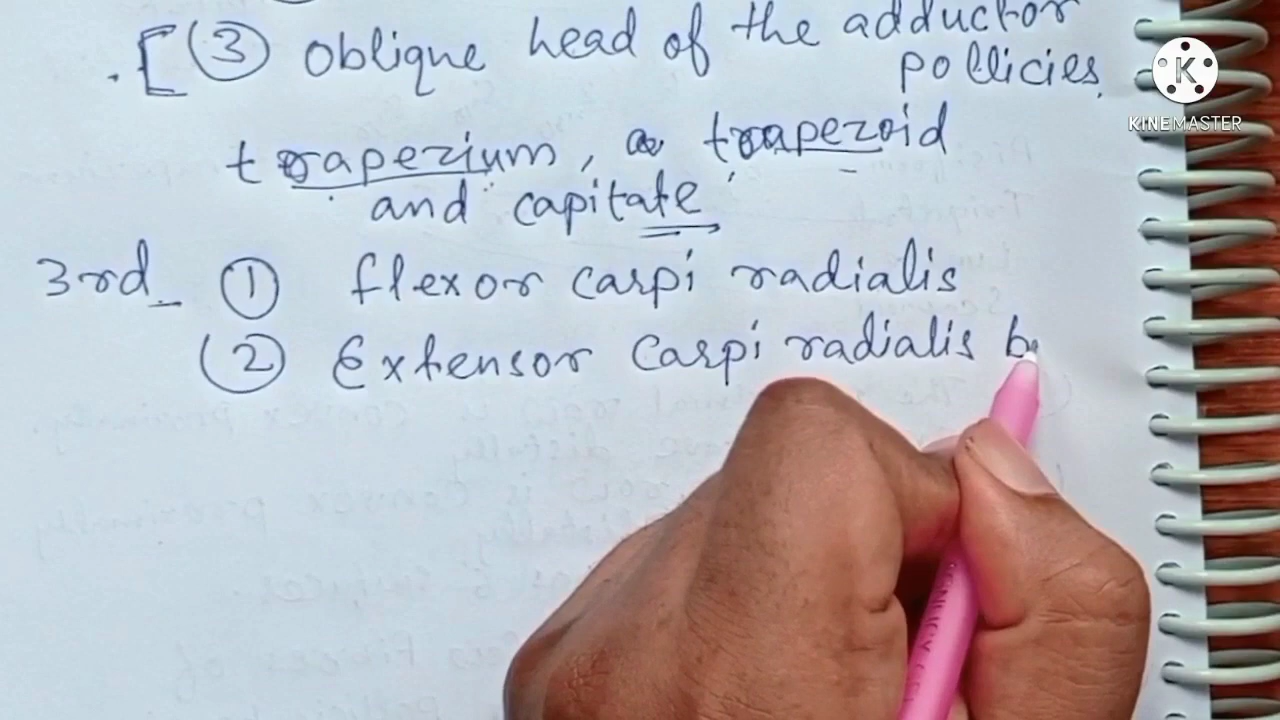 [ ③ oblique head of the adductor
pollicies.
trapezium, trapezoid
and capitate
3rd - ① flexor carpi radialis
② Extensor carpi radialis b
KINEMASTER